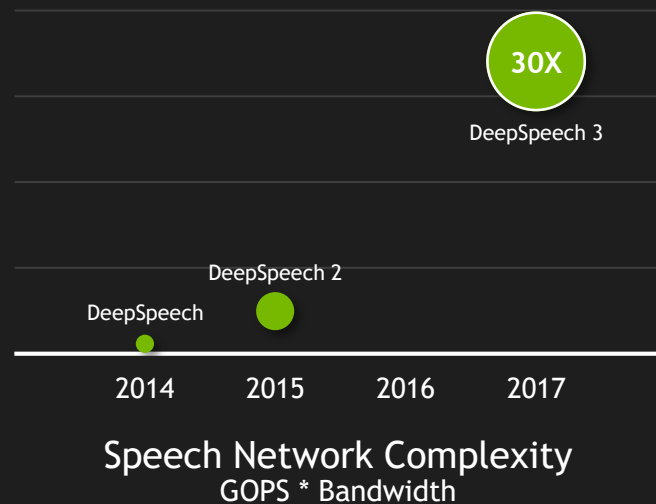 30X
DeepSpeech 3
DeepSpeech 2
DeepSpeech
2014 2015 2016 2017
Speech Network Complexity
GOPS * Bandwidth